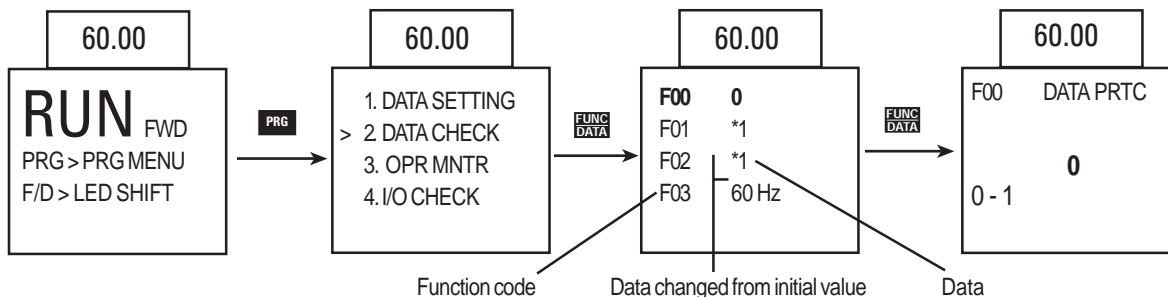 60.00
RUN FWD
PRG > PRG MENU
F/D > LED SHIFT
PRG
60.00
1. DATA SETTING
> 2. DATA CHECK
3. OPR MNTR
4. I/O CHECK
FUNC
DATA
60.00
F00 0
F01 *1
F02 *1
F03 60 Hz
FUNC
DATA
60.00
F00 DATA PRTC
0
0 - 1
Function code
Data changed from initial value
Data